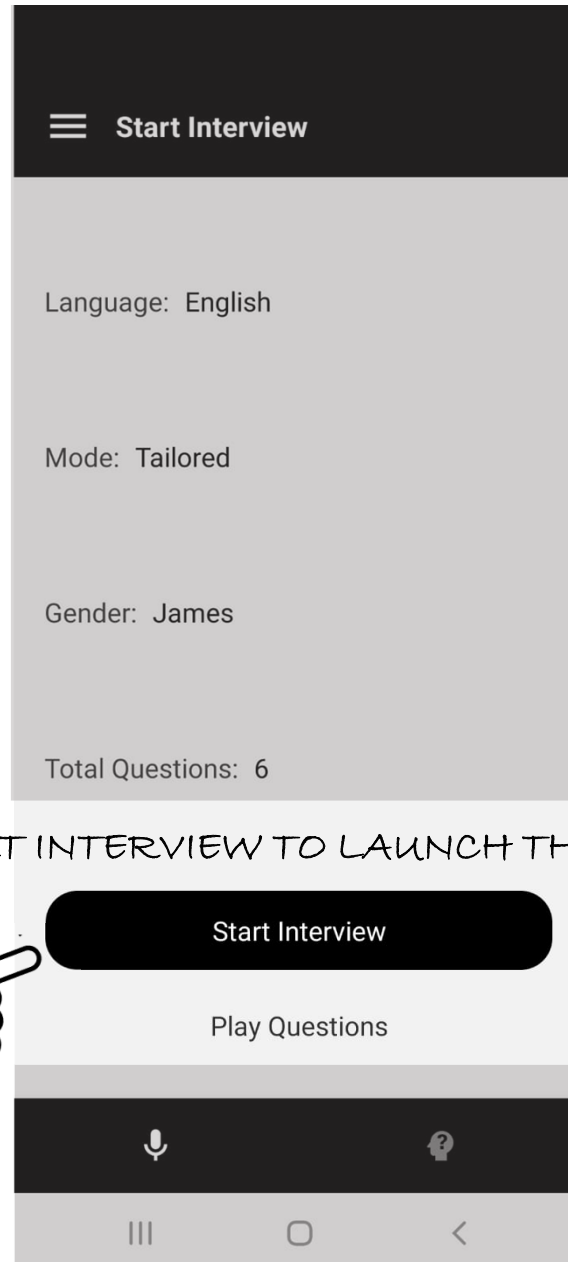 Start Interview
Language: English
Mode: Tailored
Gender: James
Total Questions: 6
INTERVIEW TO LAUNCH
Start Interview
Play Questions